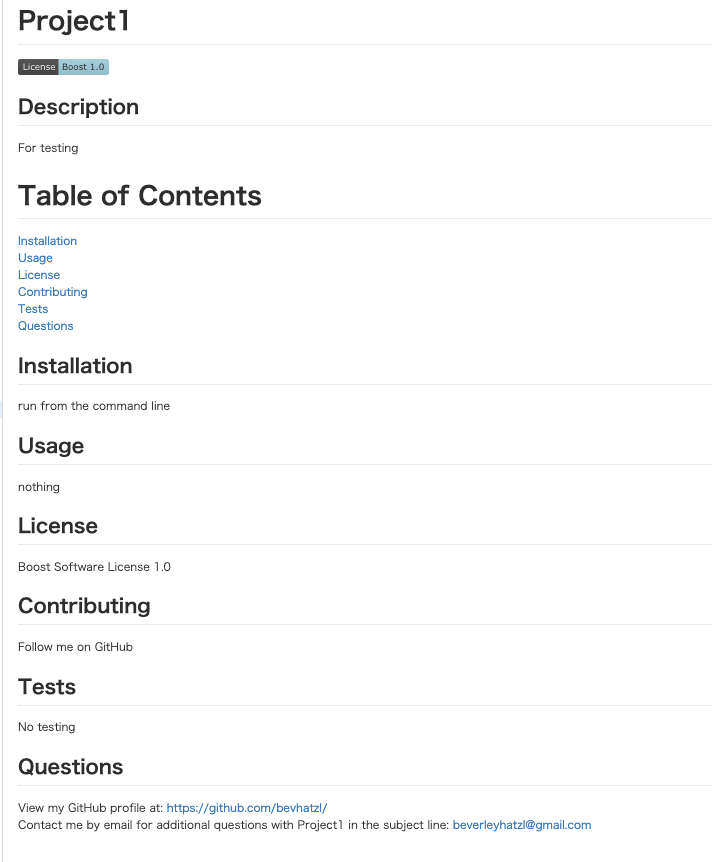 Project1
License Boost 1.0
Description
For testing
Table of Contents
Installation
Usage
License
Contributing
Tests
Questions
Installation
run from the command line
Usage
nothing
License
Boost Software License 1.0
Contributing
Follow me on GitHub
Tests
No testing
Questions
View my GitHub profile at: https://github.com/bevhatzl/
Contact me by email for additional questions with Project1 in the subject line: beverleyhatzl@gmail.com